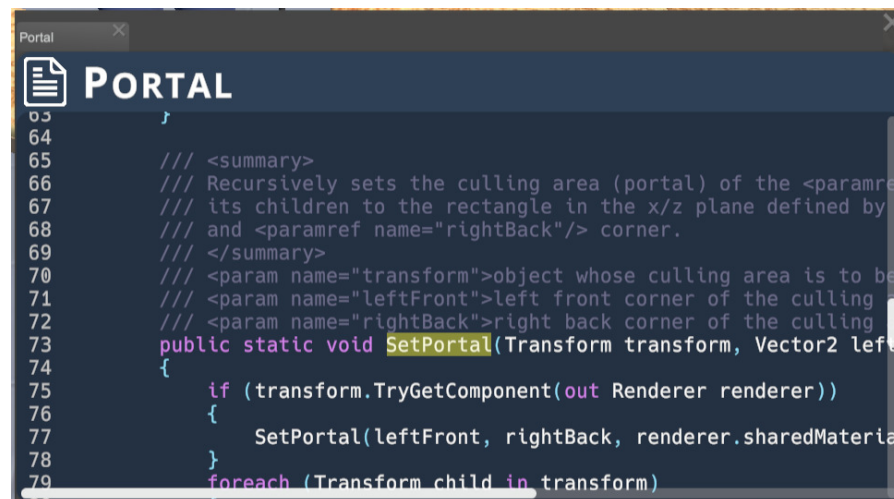 Portal
PORTAL
63 }
64
65 /// <summary>
66 /// Recursively sets the culling area (portal) of the <paramre
67 /// its children to the rectangle in the x/z plane defined by
68 /// and <paramref name="rightBack"/> corner.
69 /// </summary>
70 /// <param name="transform">object whose culling area is to be
71 /// <param name="leftFront">left front corner of the culling
72 /// <param name="rightBack">right back corner of the culling
73 public static void SetPortal(Transform transform, Vector2 left
74 {
75 if (transform.TryGetComponent(out Renderer renderer))
76 {
77 SetPortal(leftFront, rightBack, renderer.sharedMateria
78 }
79 foreach (Transform child in transform)